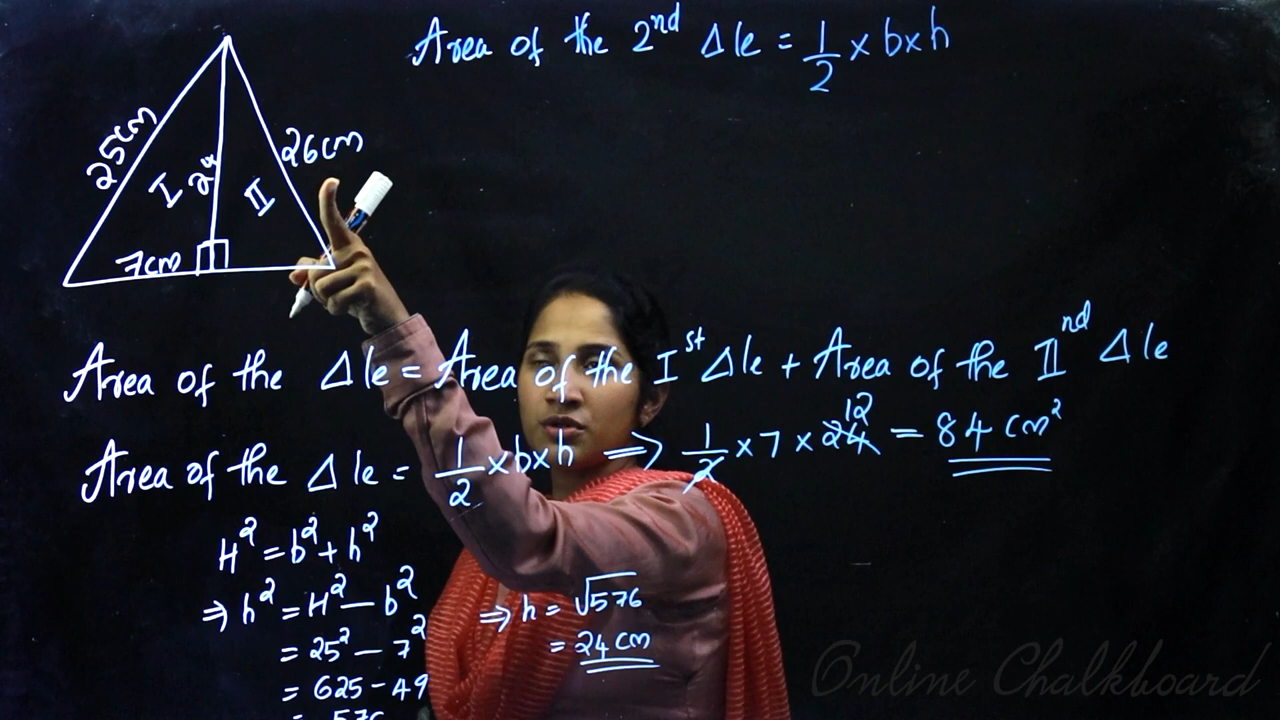 Area of the 2nd Δle = 1/2 × b × h
25cm
26cm
I
24
II
7cm
Area of the Δle = Area of the Ist Δle + Area of the IInd Δle
Area of the Δle = 1/2 × b × h ⇒ 1/2 × 7 × 24 12 = 84 cm²
H² = b² + h²
⇒ h² = H² − b²
= 25² − 7²
= 625 − 49
= 576
⇒ h = √576
= 24 cm
Online Chalkboard